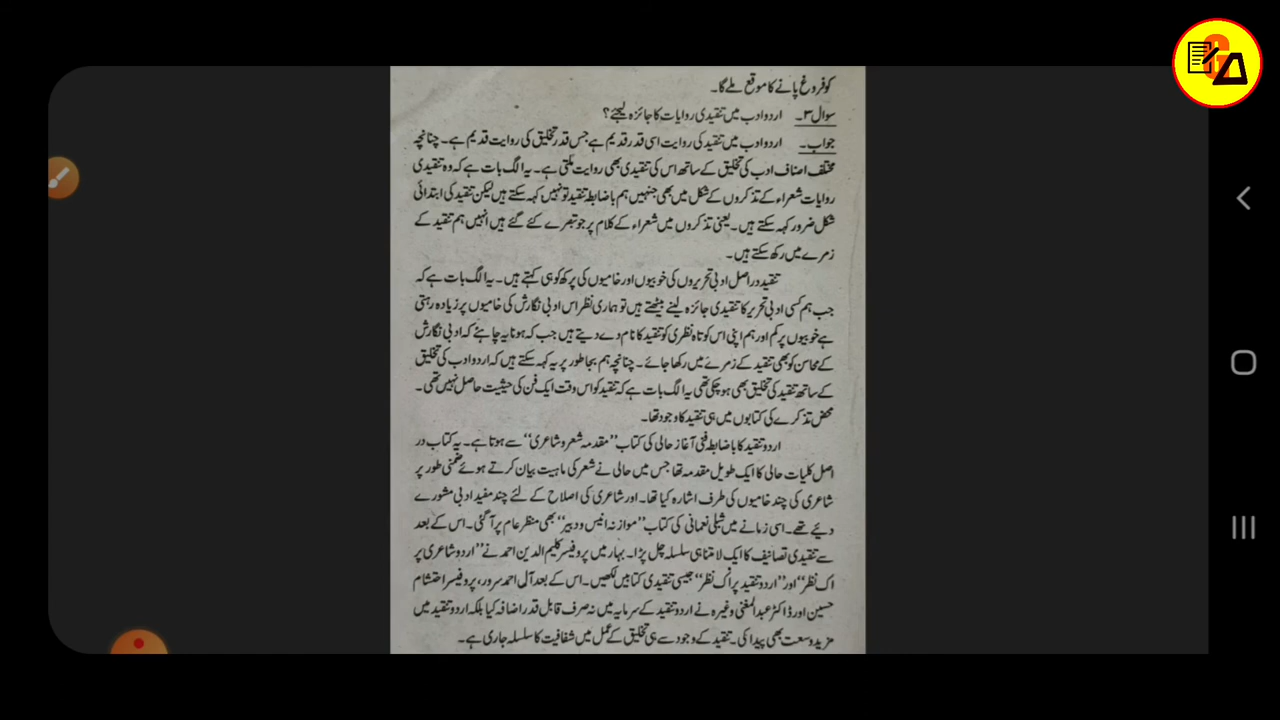 کو فروغ پانے کا موقع ملے گا۔
سوال ۳۔ اردو ادب میں تنقیدی روایات کا جائزہ لیجئے؟
جواب۔ اردو ادب میں تنقید کی روایت اسی قدر قدیم ہے جس قدر تخلیق کی روایت قدیم ہے۔ چنانچہ
مختلف اصناف ادب کی تخلیق کے ساتھ اس کی تنقیدی بھی روایت ملتی ہے۔ یہ الگ بات ہے کہ وہ تنقیدی
روایات شعراء کے تذکروں کے شکل میں تھی جنہیں ہم باضابطہ تنقید تو نہیں کہہ سکتے ہیں لیکن تنقید کی ابتدائی
شکل ضرور کہہ سکتے ہیں۔ یعنی تذکروں میں شعراء کے کلام پر جو تبصرے کئے گئے ہیں انہیں ہم تنقید کے
زمرے میں رکھ سکتے ہیں۔
تنقید در اصل ادبی تحریروں کی خوبیوں اور خامیوں کی پرکھ کو ہی کہتے ہیں۔ یہ الگ بات ہے کہ
جب ہم کسی ادبی تحریر کا تنقیدی جائزہ لینے بیٹھتے ہیں تو ہماری نظر اس ادبی نگارش کی خامیوں پر زیادہ رہتی
ہے خوبیوں پر کم اور ہم اپنی اس کوتاہ نظری کو تنقید کا نام دے دیتے ہیں جب کہ ہونا یہ چاہئے کہ ادبی نگارش
کے محاسن کو بھی تنقید کے زمرے میں رکھا جائے۔ چنانچہ ہم بجا طور پر یہ کہہ سکتے ہیں کہ اردو ادب کی تخلیق
کے ساتھ تنقید کی تخلیق بھی ہو چکی تھی یہ الگ بات ہے کہ تنقید کو اس وقت ایک فن کی حیثیت حاصل نہیں تھی۔
محض تذکرے کی کتابوں میں ہی تنقید کا وجود تھا۔
اردو تنقید کا باضابطہ فنی آغاز حالی کی کتاب ”مقدمہ شعر و شاعری“ سے ہوتا ہے۔ یہ کتاب در
اصل کلیات حالی کا ایک طویل مقدمہ تھا جس میں حالی نے شعر کی ماہیت بیان کرتے ہوئے ضمنی طور پر
شاعری کی چند خامیوں کی طرف اشارہ کیا تھا۔ اور شاعری کی اصلاح کے لئے چند مفید ادبی مشورے
دیئے تھے۔ اسی زمانے میں شبلی نعمانی کی کتاب ”موازنہ انیس و دبیر“ بھی منظر عام پر آ گئی۔ اس کے بعد
سے تنقیدی تصانیف کا ایک لامتناہی سلسلہ چل پڑا۔ بہار میں پروفیسر کلیم الدین احمد نے ”اردو شاعری پر
اک نظر“ اور ”اردو تنقید پر اک نظر“ جیسی تنقیدی کتابیں لکھیں۔ اس کے بعد آل احمد سرور، پروفیسر احتشام
حسین اور ڈاکٹر عبد المغنی وغیرہ نے اردو تنقید کے سرمایہ میں نہ صرف قابل قدر اضافہ کیا بلکہ اردو تنقید میں
مزید وسعت بھی پیدا کی۔ تنقید کے وجود سے ہی تخلیق کے عمل میں شفافیت کا سلسلہ جاری ہے۔